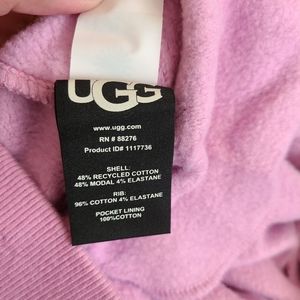 UGG
www.ugg.com
RN # 88276
Product ID# 1117736
SHELL:
48% RECYCLED COTTON
48% MODAL 4% ELASTANE
RIB:
96% COTTON 4% ELASTANE
POCKET LINING
100%COTTON